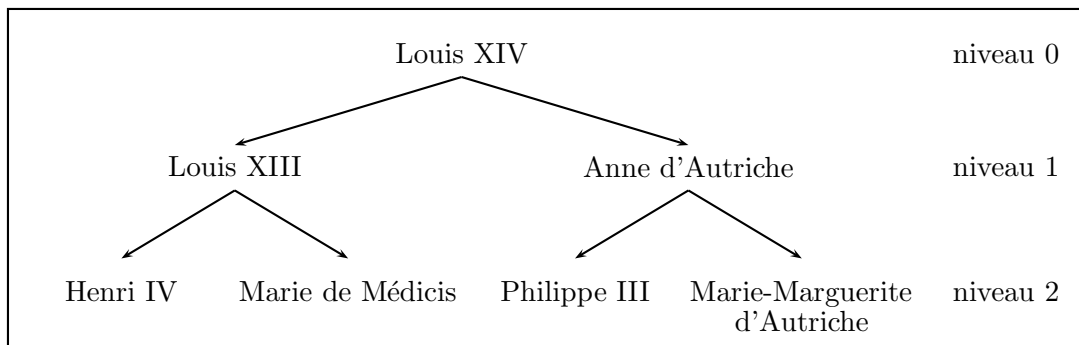 Louis XIV niveau 0
Louis XIII Anne d'Autriche niveau 1
Henri IV Marie de Médicis Philippe III Marie-Marguerite niveau 2
d'Autriche